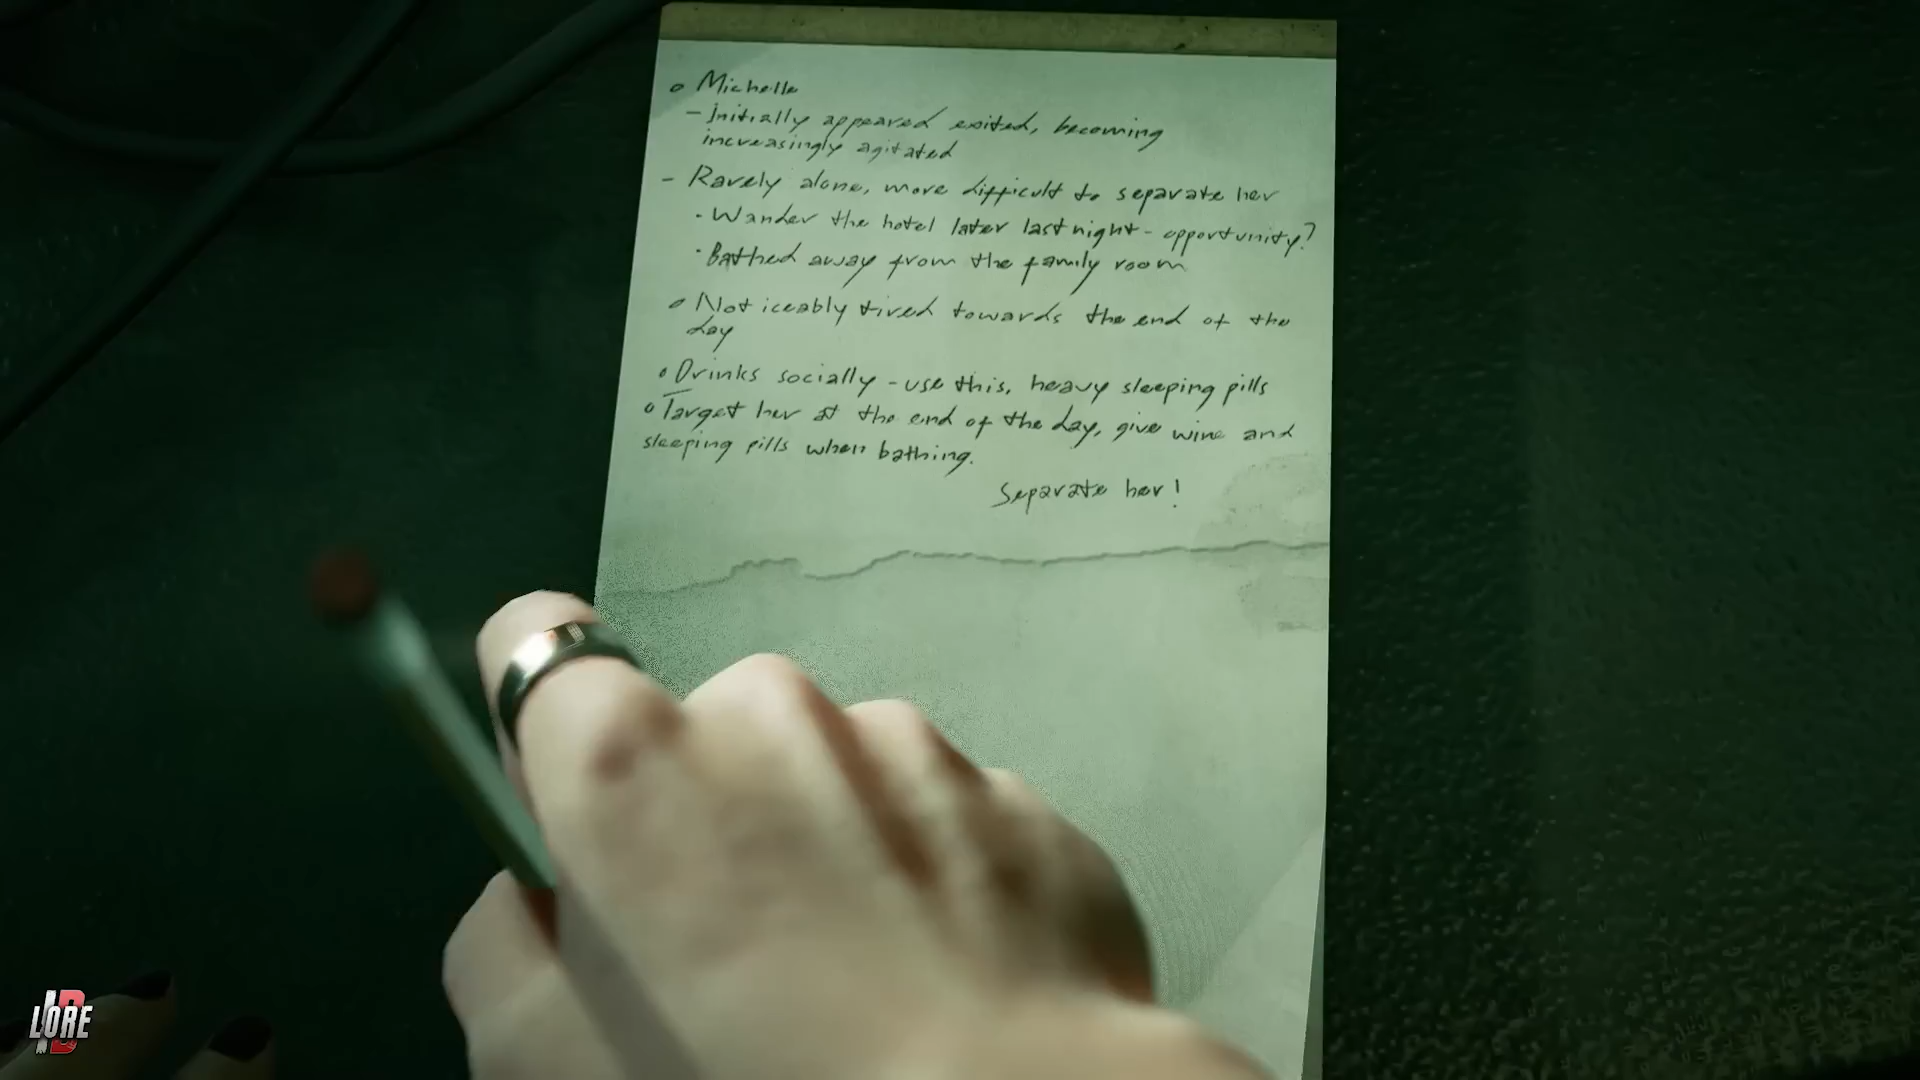 o Michelle
- Initially appeared exited, becoming
increasingly agitated
- Rarely alone, more difficult to separate her
· Wander the hotel later last night - opportunity?
· Bathed away from the family room
o Noticeably tired towards the end of the
day
o Drinks socially - use this, heavy sleeping pills
o Target her at the end of the day, give wine and
sleeping pills when bathing.
Separate her!
LORE